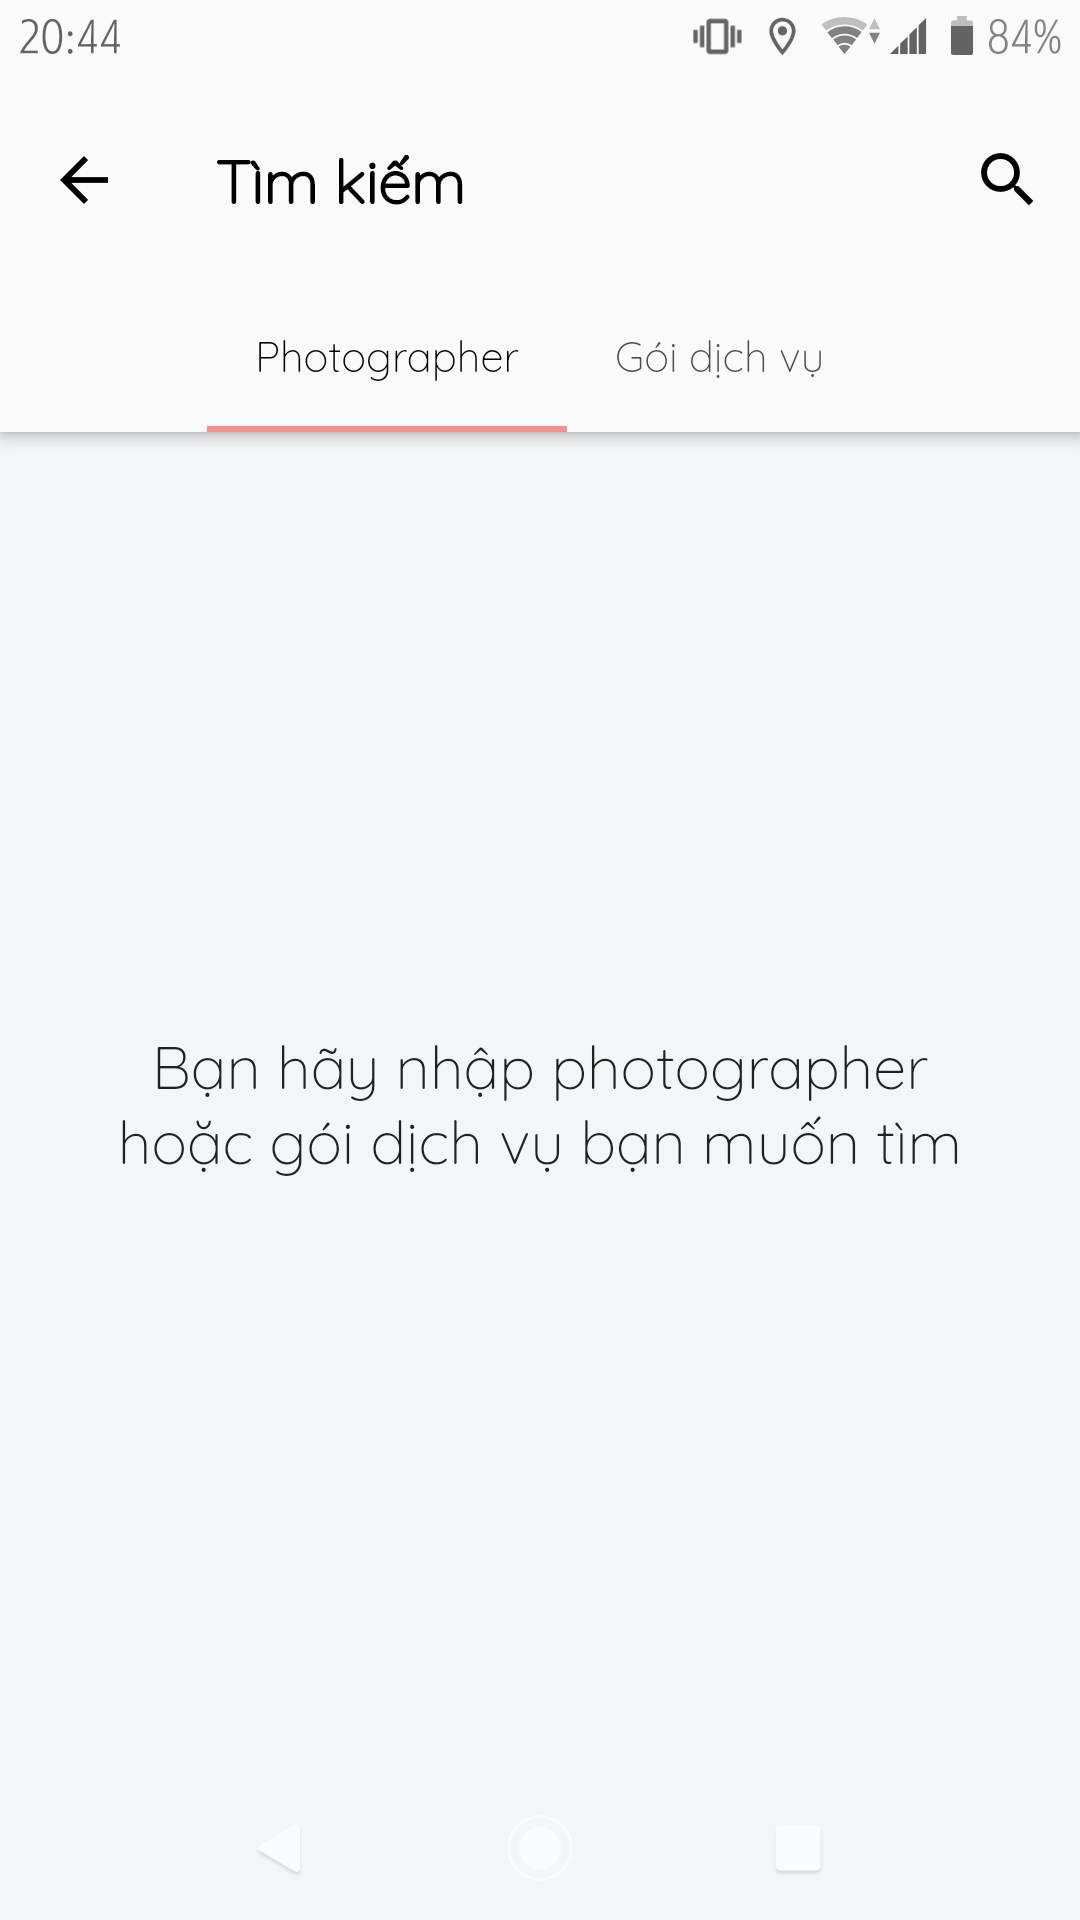 20:44
84%
Tìm kiếm
Photographer
Gói dịch vụ
Bạn hãy nhập photographer
hoặc gói dịch vụ bạn muốn tìm